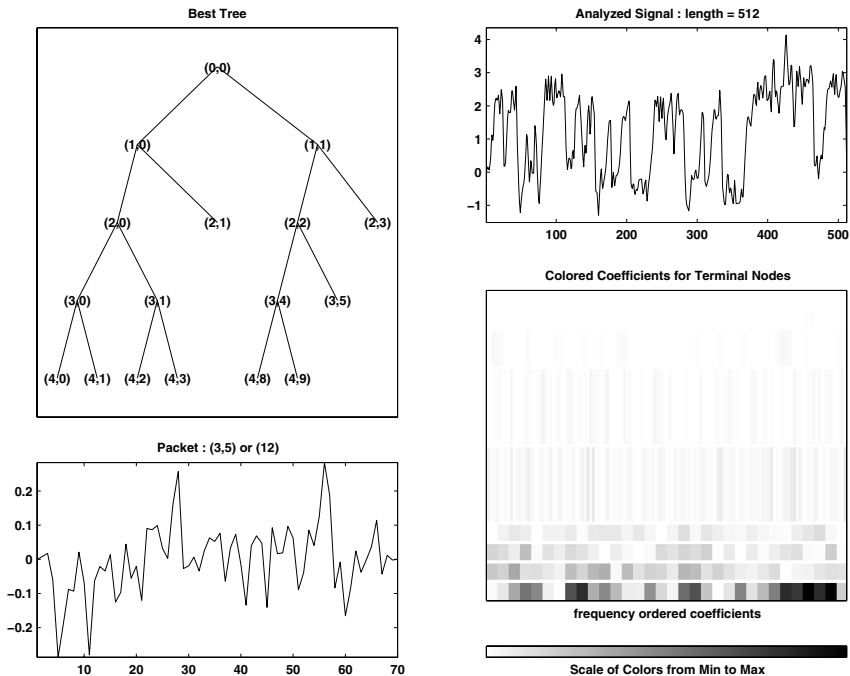 Best Tree
(0,0)
(1,0) (1,1)
(2,0) (2,1) (2,2) (2,3)
(3,0) (3,1) (3,4) (3,5)
(4,0) (4,1) (4,2) (4,3) (4,8) (4,9)
Analyzed Signal : length = 512
4
3
2
1
0
−1
100 200 300 400 500
Packet : (3,5) or (12)
0.2
0.1
0
−0.1
−0.2
10 20 30 40 50 60 70
Colored Coefficients for Terminal Nodes
frequency ordered coefficients
Scale of Colors from Min to Max